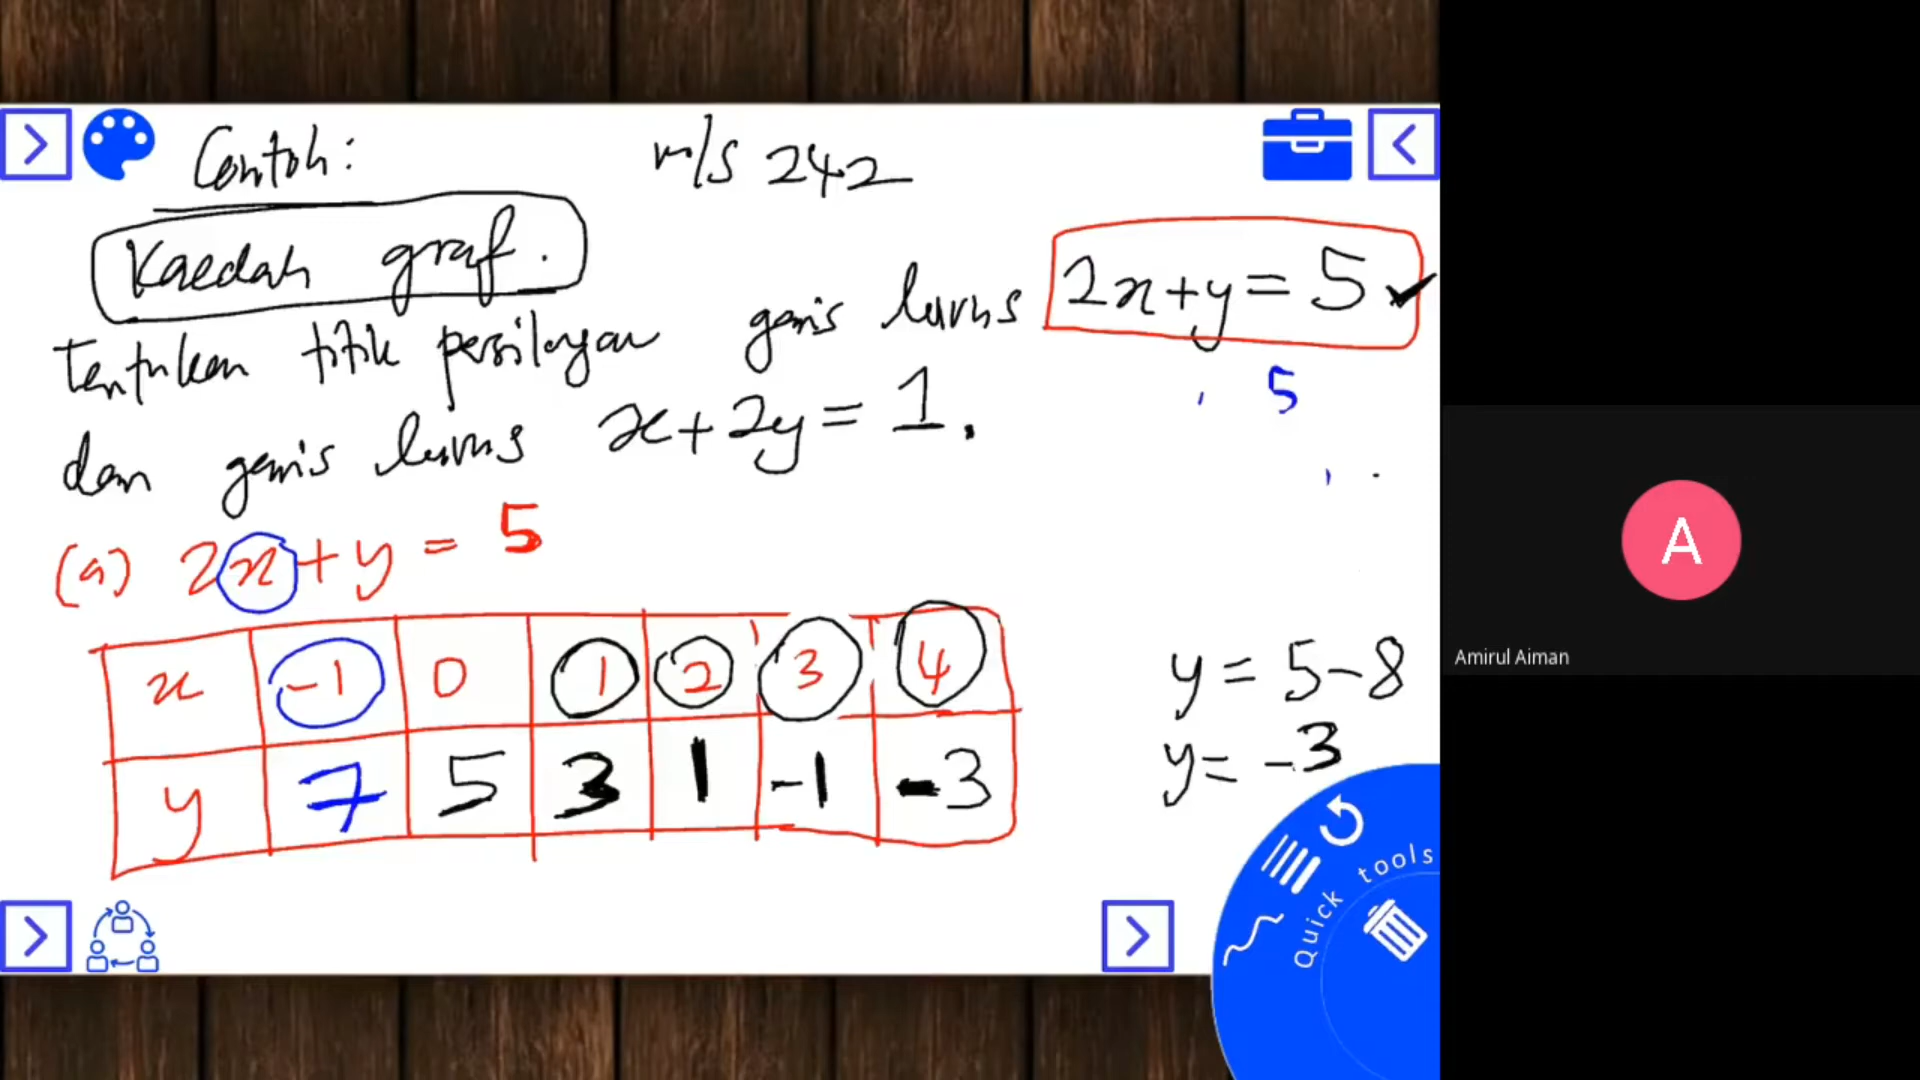 Contoh: m/s 242
Kaedah graf.
Tentukan titik persilangan garis lurus 2x+y=5 ✓
5
dan garis lurus x+2y=1.
(a) 2x+y=5
x -1 0 1 2 3 4
y 7 5 3 1 -1 -3
y=5-8
y=-3
Quick tools
A
Amirul Aiman